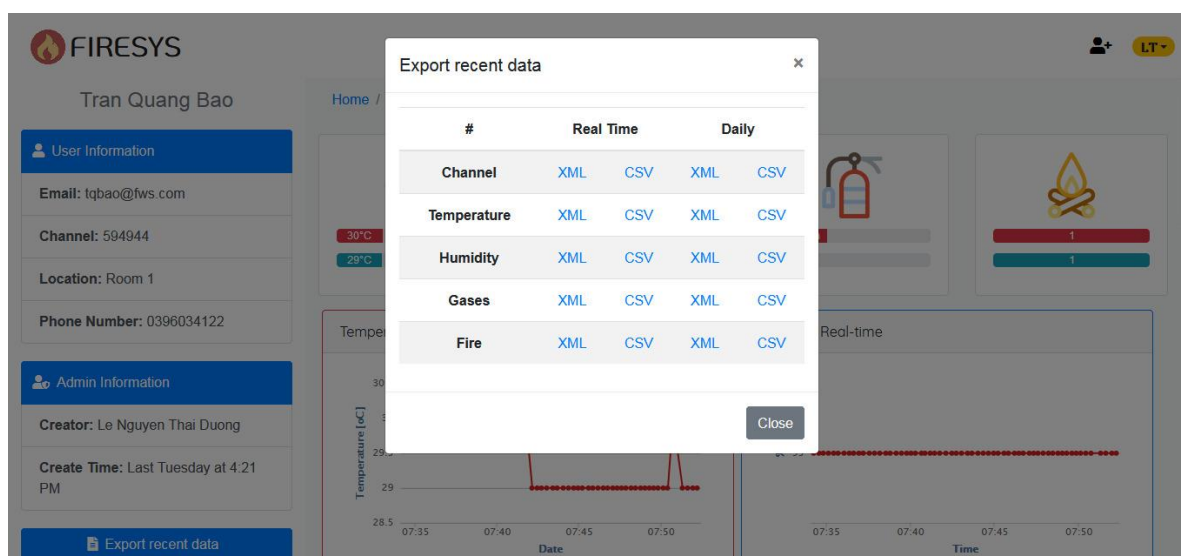 FIRESYS
LT
Tran Quang Bao
Home /
User Information
Email: tqbao@fws.com
Channel: 594944
Location: Room 1
Phone Number: 0396034122
Admin Information
Creator: Le Nguyen Thai Duong
Create Time: Last Tuesday at 4:21
PM
Export recent data
Export recent data ×
# Real Time Daily
Channel XML CSV XML CSV
Temperature XML CSV XML CSV
Humidity XML CSV XML CSV
Gases XML CSV XML CSV
Fire XML CSV XML CSV
Close
30°C
29°C
1
1
Real-time
Temperature [oC]
29
28.5
07:35 07:40 07:45 07:50
Date
07:35 07:40 07:45 07:50
Time